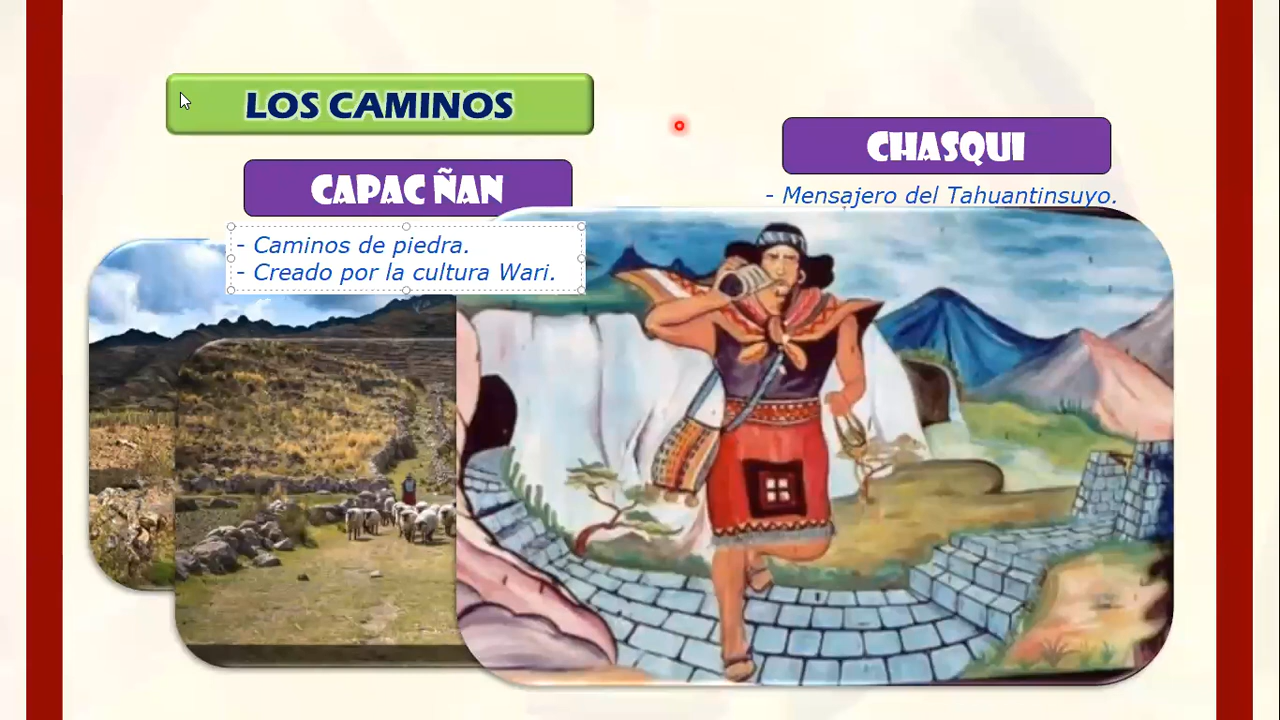 LOS CAMINOS
CAPAC ÑAN
- Caminos de piedra.
- Creado por la cultura Wari.
CHASQUI
- Mensajero del Tahuantinsuyo.